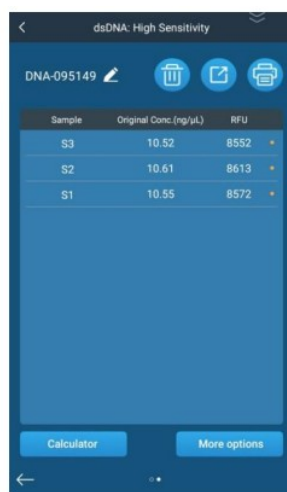 dsDNA: High Sensitivity
DNA-095149
Sample Original Conc.(ng/µL) RFU
S3 10.52 8552
S2 10.61 8613
S1 10.55 8572
Calculator More options